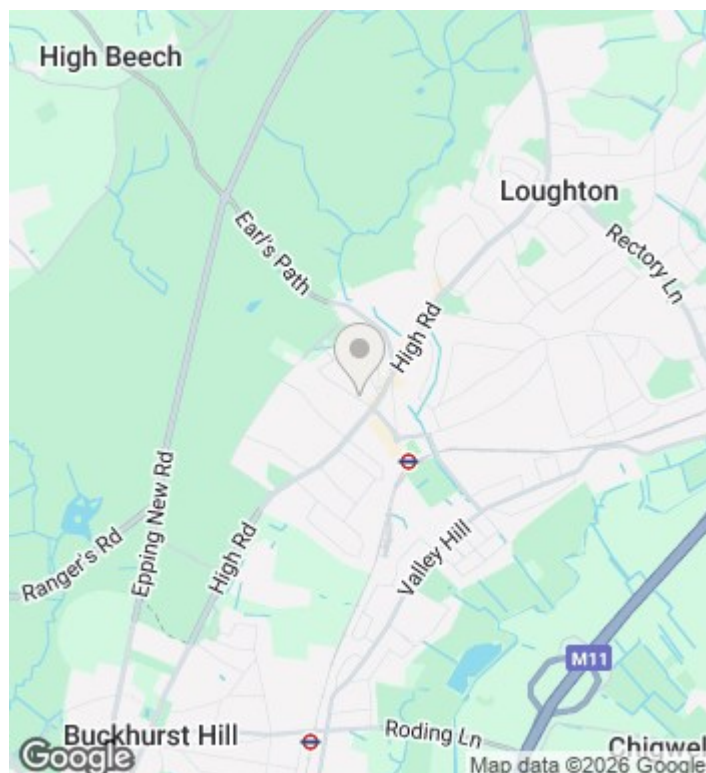 High Beech
Loughton
Earl's Path
Rectory Ln
High Rd
Epping New Rd
Ranger's Rd
High Rd
Valley Hill
M11
Buckhurst Hill
Roding Ln
Chigwel
Google
Map data ©2026 Google